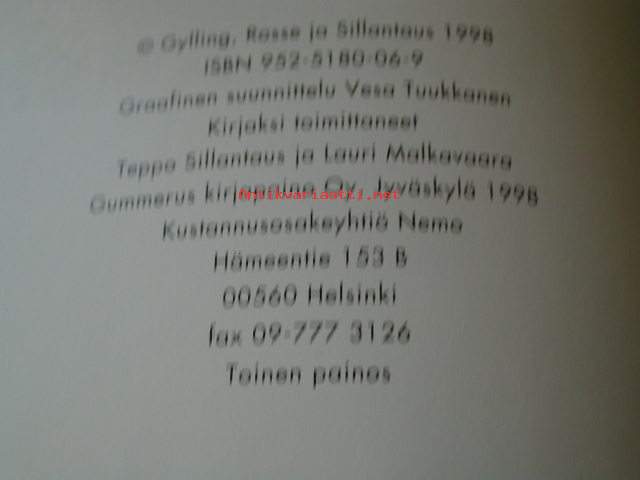 © Gylling, Rosse ja Sillantaus 1998
ISBN 952-5180-06-9
Graafinen suunnittelu Vesa Tuukkanen
Kirjaksi toimittaneet
Teppo Sillantaus ja Lauri Malkavaara
Gummerus kirjapaino Oy, Jyväskylä 1998
Antikvariaatti.net
Kustannusosakeyhtiö Nemo
Hämeentie 153 B
00560 Helsinki
fax 09-777 3126
Toinen painos